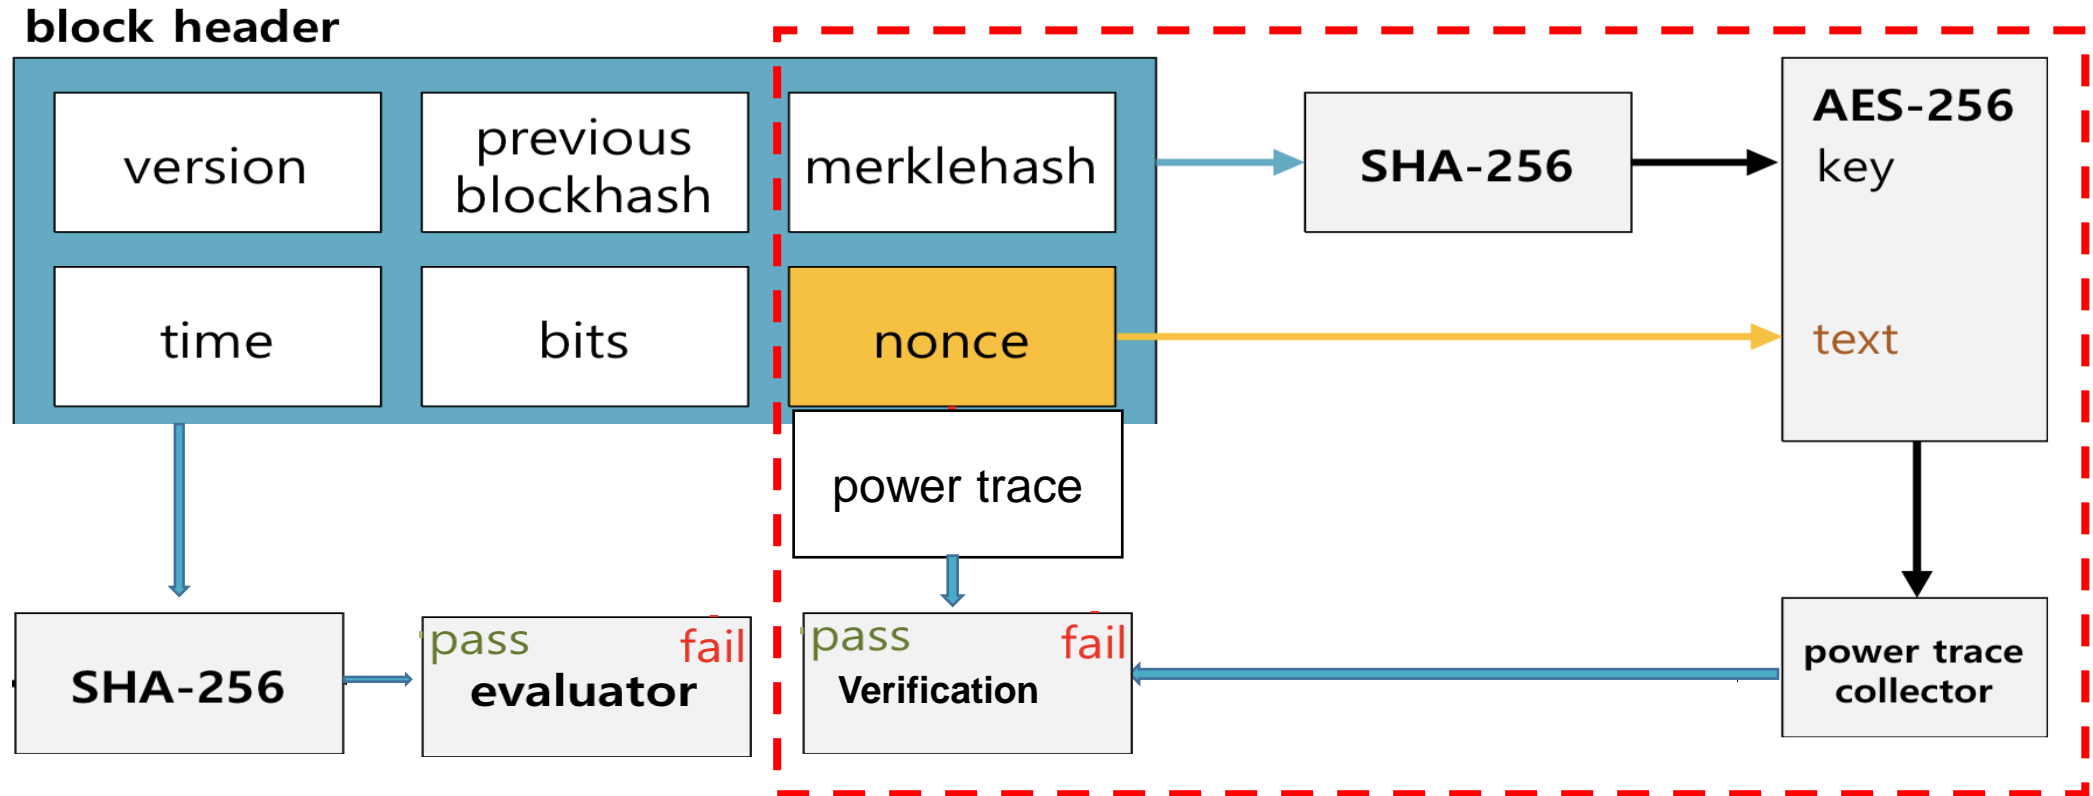 block header
version
previous
blockhash
merklehash
SHA-256
AES-256
key
time
bits
nonce
text
power trace
SHA-256
pass
fail
evaluator
pass
fail
Verification
power trace
collector